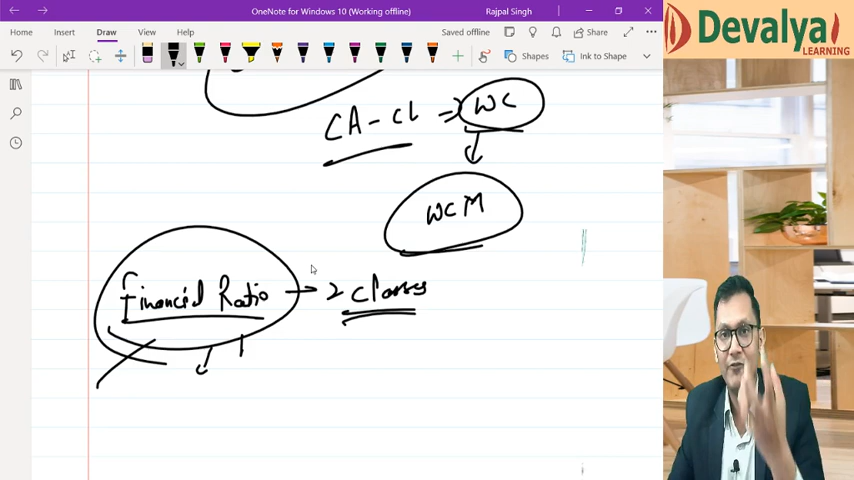 OneNote for Windows 10 (Working offline)
Rajpal Singh
Home Insert Draw View Help
Saved offline
Share
Shapes
Ink to Shape
Devalya
LEARNING
CA - CL ⇒ WC
WCM
Financial Ratio → 2 classes